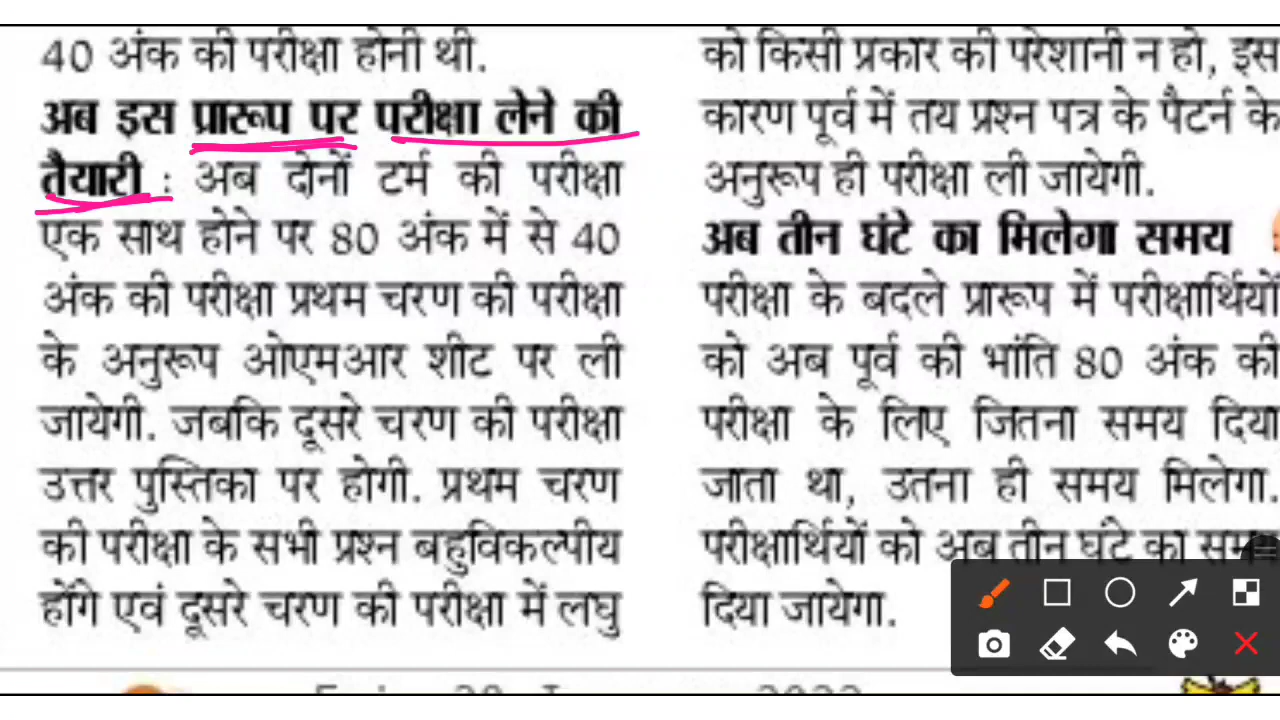 40 अंक की परीक्षा होनी थी.
अब इस प्रारूप पर परीक्षा लेने की
तैयारी : अब दोनों टर्म की परीक्षा
एक साथ होने पर 80 अंक में से 40
अंक की परीक्षा प्रथम चरण की परीक्षा
के अनुरूप ओएमआर शीट पर ली
जायेगी. जबकि दूसरे चरण की परीक्षा
उत्तर पुस्तिका पर होगी. प्रथम चरण
की परीक्षा के सभी प्रश्न बहुविकल्पीय
होंगे एवं दूसरे चरण की परीक्षा में लघु
को किसी प्रकार की परेशानी न हो, इस
कारण पूर्व में तय प्रश्न पत्र के पैटर्न के
अनुरूप ही परीक्षा ली जायेगी.
अब तीन घंटे का मिलेगा समय
परीक्षा के बदले प्रारूप में परीक्षार्थियों
को अब पूर्व की भांति 80 अंक की
परीक्षा के लिए जितना समय दिया
जाता था, उतना ही समय मिलेगा.
परीक्षार्थियों को अब तीन घंटे का समय
दिया जायेगा.